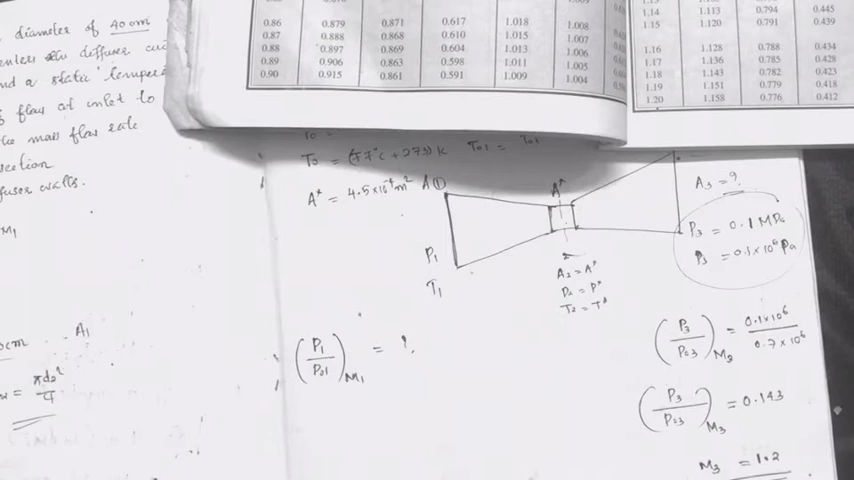 diameter of 40cm
enters the diffuser
and a static
of flow at inlet to
the mass flow rate
section
walls.
M₁
A₁
= πd₂²/4
0.86 0.879 0.871 0.617 1.018 1.008
0.87 0.888 0.868 0.610 1.015 1.007
0.88 0.897 0.869 0.604 1.013 1.006
0.89 0.906 0.863 0.598 1.011 1.005
0.90 0.915 0.861 0.591 1.009 1.004
1.14 1.113 0.794 0.445
1.15 1.120 0.791 0.439
1.16 1.128 0.788 0.434
1.17 1.136 0.785 0.428
1.18 1.143 0.782 0.423
1.19 1.151 0.779 0.418
1.20 1.158 0.776 0.412
T₀ = (77°C + 273) K T₀₁ =
A* = 4.5×10⁻⁴m² A ①
A*
A₃ = ?
P₃ = 0.1 MPa
P₃ = 0.1×10⁶ Pa
P₁
T₁
2
A₂ = A*
P₂ = P*
T₂ = T*
(P₁/P₀₁)M₁ = ?
(P₃/P₀₃)M₃ = 0.1×10⁶/0.7×10⁶
(P₃/P₀₃)M₃ = 0.143
M₃ = 1.2